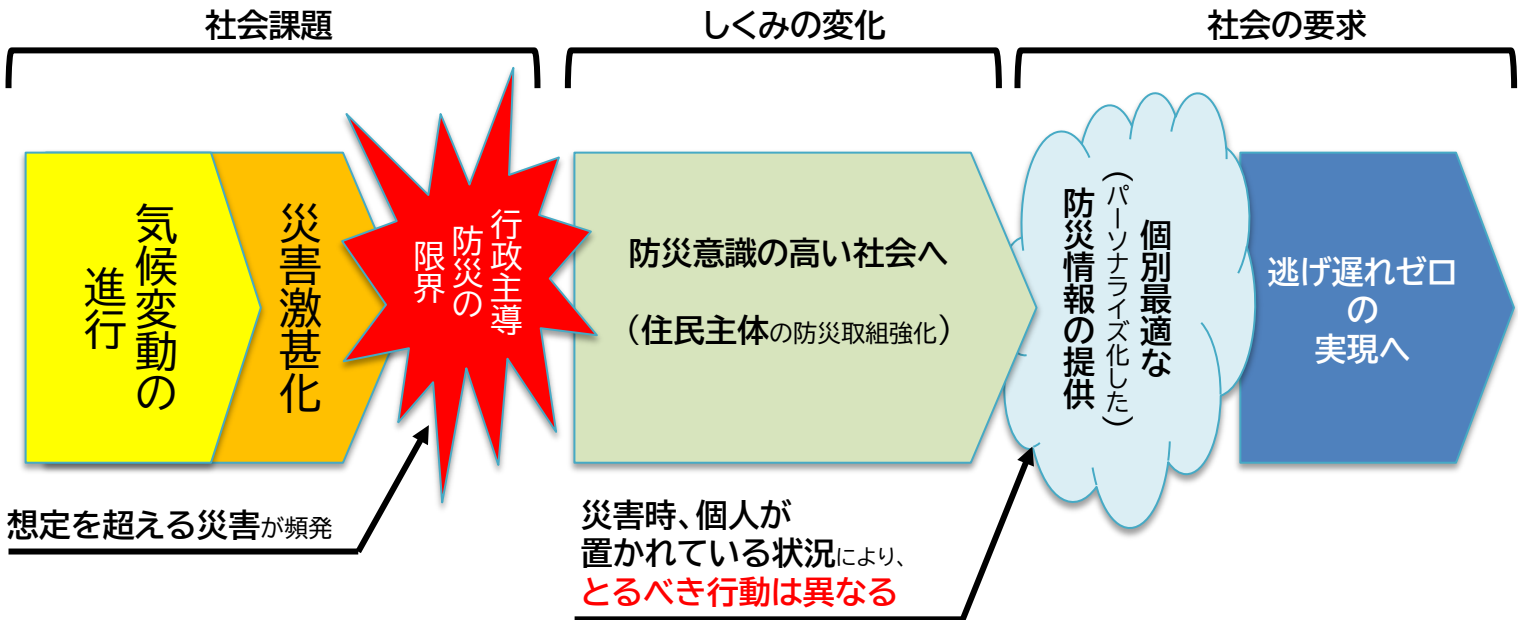 社会課題
しくみの変化
社会の要求
気候変動の
進行
災害激甚化
行政主導
防災の
限界
防災意識の高い社会へ
（住民主体の防災取組強化）
個別最適な
（パーソナライズ化した）
防災情報の提供
逃げ遅れゼロ
の
実現へ
想定を超える災害が頻発
災害時、個人が
置かれている状況により、
とるべき行動は異なる